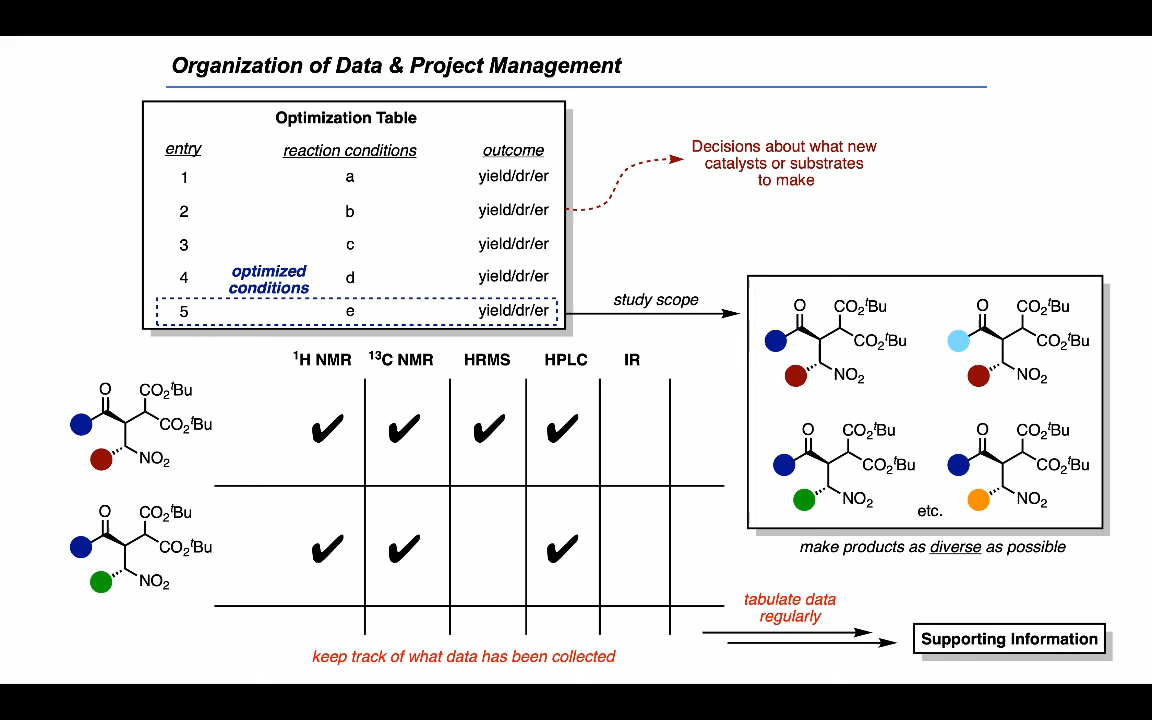 Organization of Data & Project Management
Optimization Table
entry reaction conditions outcome
1 a yield/dr/er
2 b yield/dr/er
3 c yield/dr/er
4 d yield/dr/er
5 e yield/dr/er
optimized
conditions
Decisions about what new
catalysts or substrates
to make
study scope
O CO₂ᵗBu
CO₂ᵗBu
NO₂
O CO₂ᵗBu
CO₂ᵗBu
NO₂
O CO₂ᵗBu
CO₂ᵗBu
NO₂
O CO₂ᵗBu
CO₂ᵗBu
NO₂
etc.
make products as diverse as possible
¹H NMR ¹³C NMR HRMS HPLC IR
O CO₂ᵗBu
CO₂ᵗBu
NO₂
✔ ✔ ✔ ✔
O CO₂ᵗBu
CO₂ᵗBu
NO₂
✔ ✔ ✔
keep track of what data has been collected
tabulate data
regularly
Supporting Information